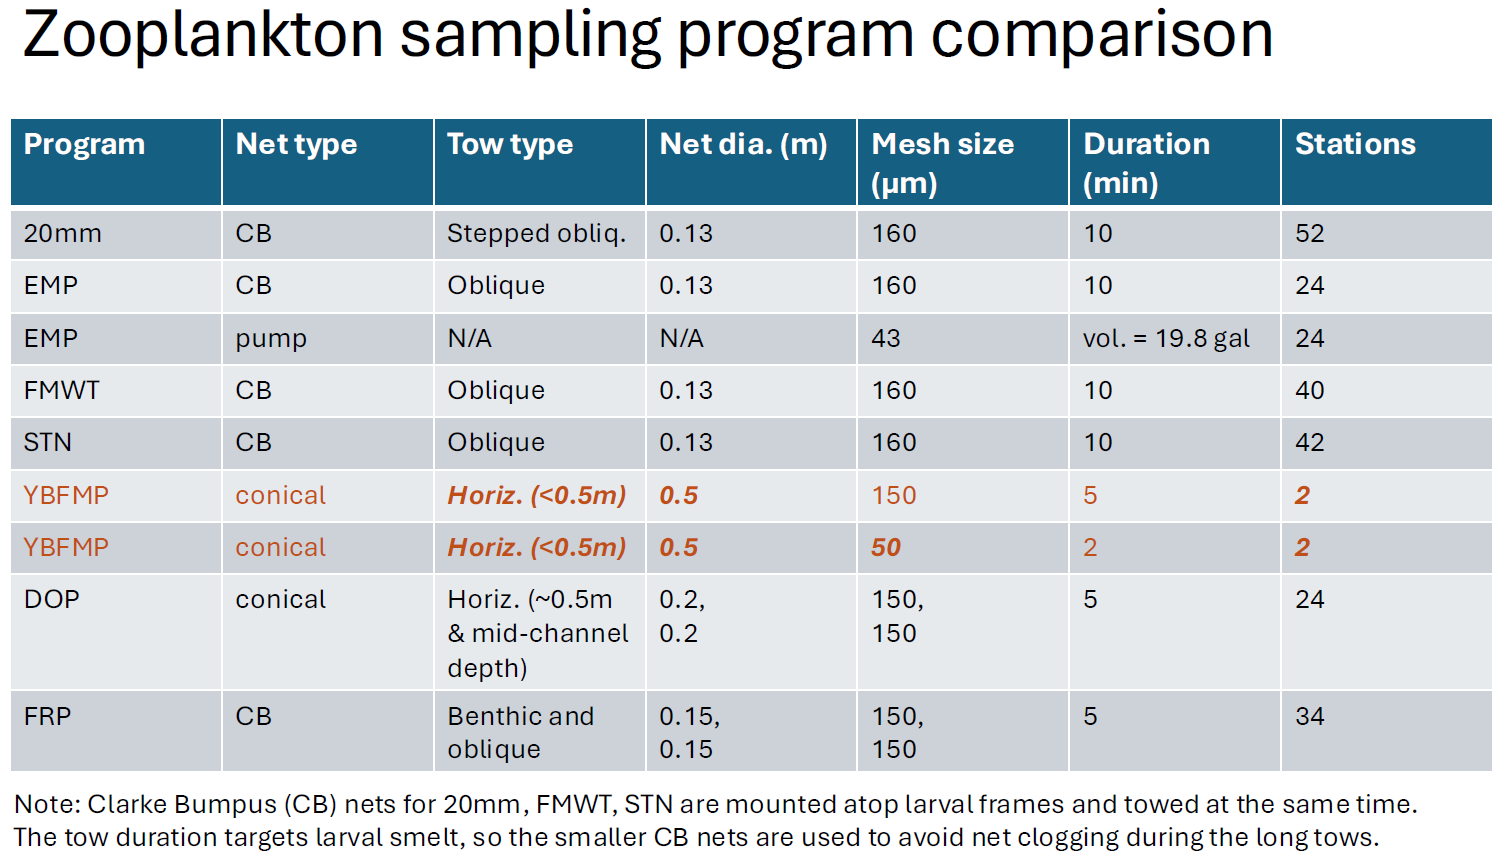 Zooplankton sampling program comparison
Program Net type Tow type Net dia. (m) Mesh size (µm) Duration (min) Stations
20mm CB Stepped obliq. 0.13 160 10 52
EMP CB Oblique 0.13 160 10 24
EMP pump N/A N/A 43 vol. = 19.8 gal 24
FMWT CB Oblique 0.13 160 10 40
STN CB Oblique 0.13 160 10 42
YBFMP conical Horiz. (<0.5m) 0.5 150 5 2
YBFMP conical Horiz. (<0.5m) 0.5 50 2 2
DOP conical Horiz. (~0.5m & mid-channel depth) 0.2, 0.2 150, 150 5 24
FRP CB Benthic and oblique 0.15, 0.15 150, 150 5 34
Note: Clarke Bumpus (CB) nets for 20mm, FMWT, STN are mounted atop larval frames and towed at the same time.
The tow duration targets larval smelt, so the smaller CB nets are used to avoid net clogging during the long tows.